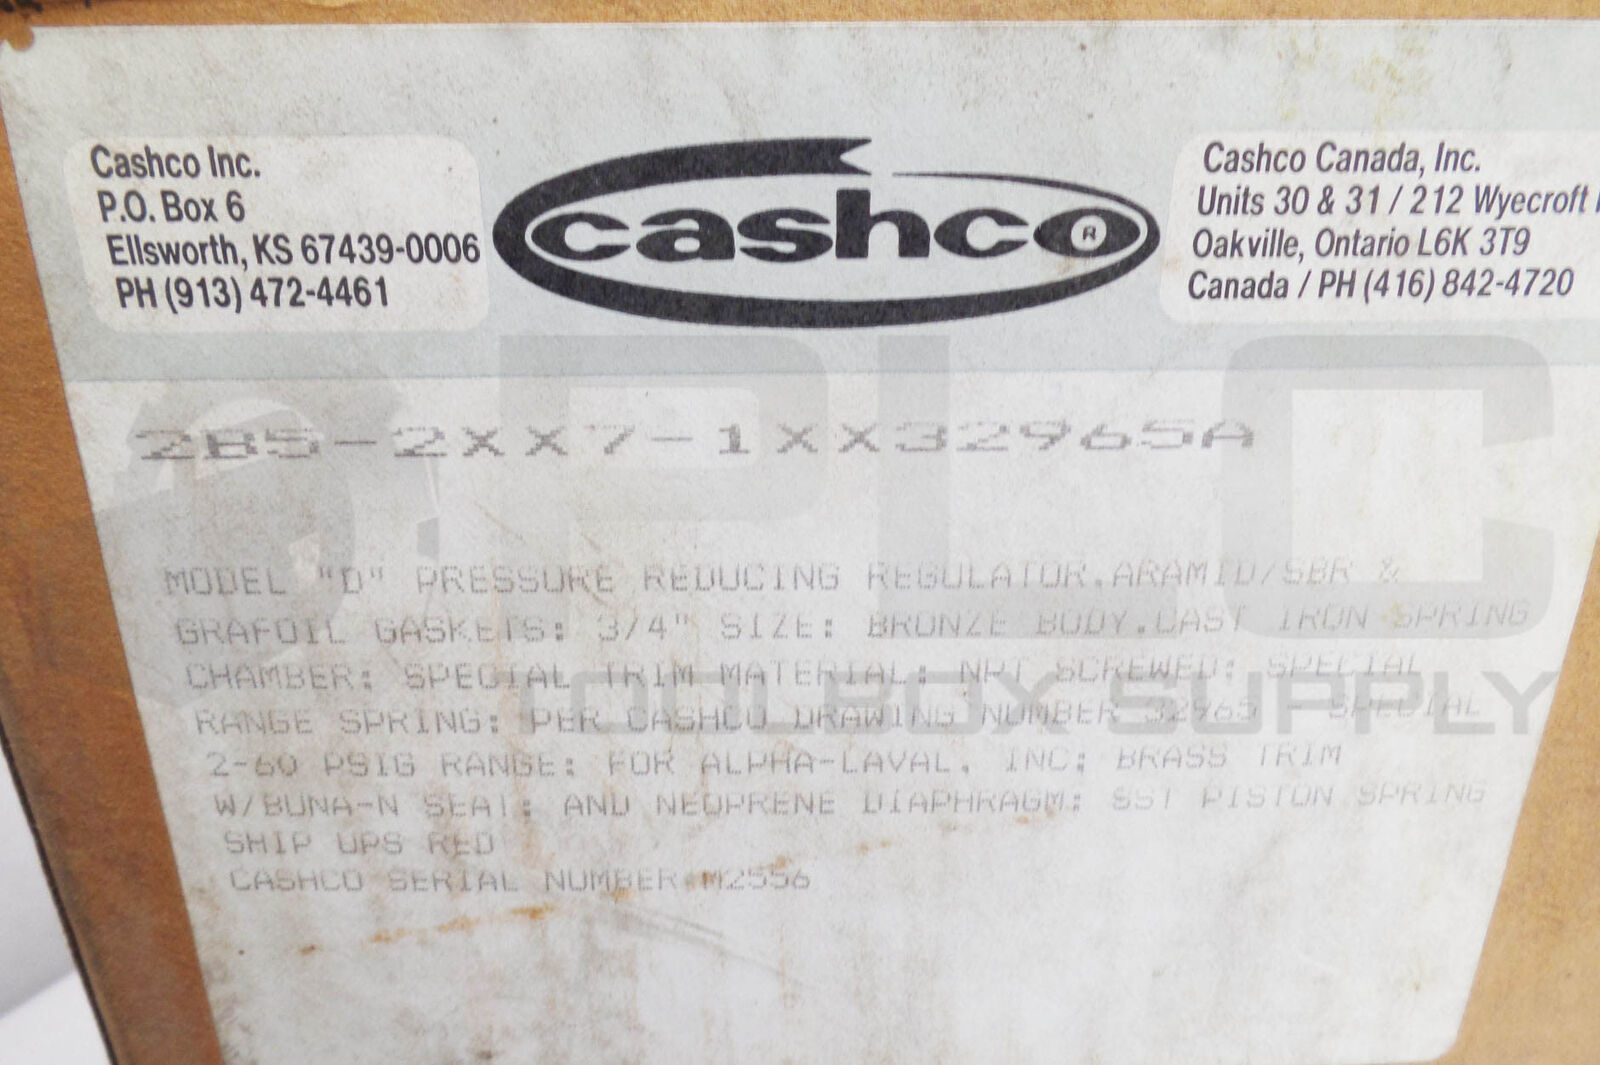 Cashco Inc.
P.O. Box 6
Ellsworth, KS 67439-0006
PH (913) 472-4461
cashco ®
Cashco Canada, Inc.
Units 30 & 31 / 212 Wyecroft
Oakville, Ontario L6K 3T9
Canada / PH (416) 842-4720
2B5-2XX7-1XX32965A
MODEL "D" PRESSURE REDUCING REGULATOR.ARAMID/SBR &
GRAFOIL GASKETS: 3/4" SIZE: BRONZE BODY.CAST IRON SPRING
CHAMBER: SPECIAL TRIM MATERIAL: NPT SCREWED: SPECIAL
RANGE SPRING: PER CASHCO DRAWING NUMBER 32965 SPECIAL
2-60 PSIG RANGE: FOR ALPHA-LAVAL, INC: BRASS TRIM
W/BUNA-N SEAT: AND NEOPRENE DIAPHRAGM: SST PISTON SPRING
SHIP UPS RED
CASHCO SERIAL NUMBER M2556
PLC
TOOLBOX SUPPLY